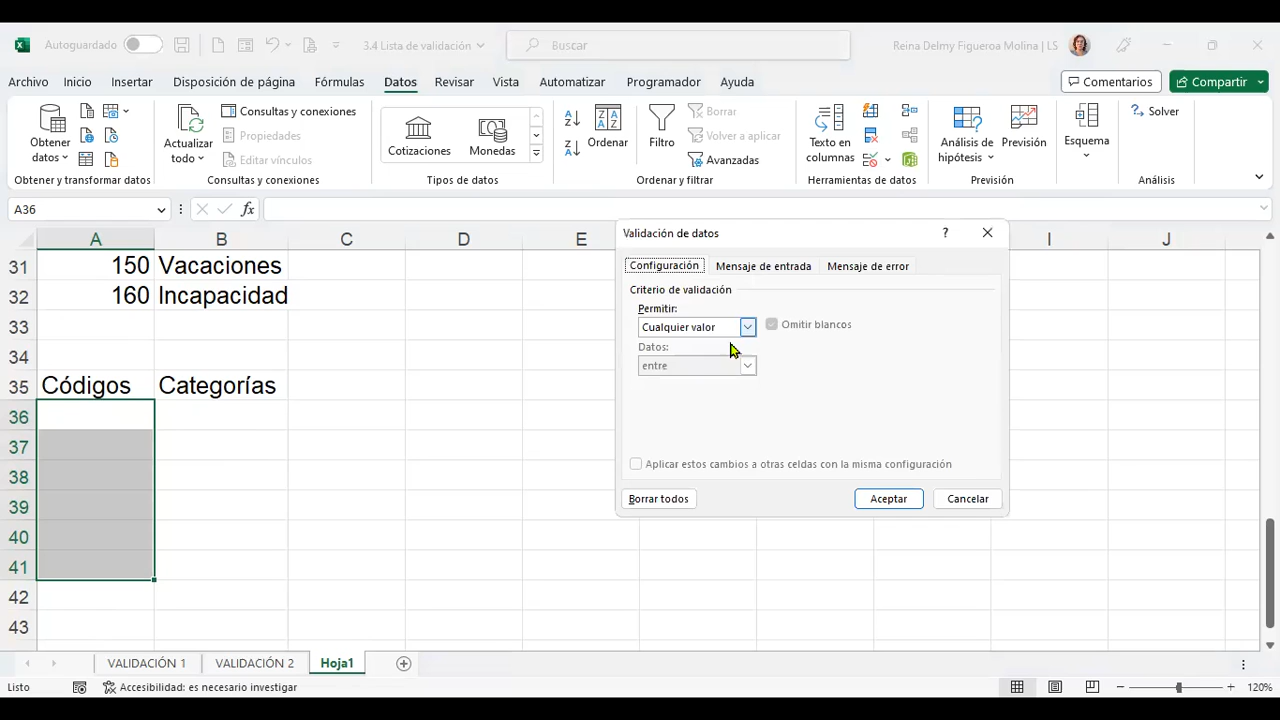 Autoguardado 3.4 Lista de validación Buscar Reina Delmy Figueroa Molina | LS
Archivo Inicio Insertar Disposición de página Fórmulas Datos Revisar Vista Automatizar Programador Ayuda Comentarios Compartir
Obtener datos
Actualizar todo
Consultas y conexiones
Propiedades
Editar vínculos
Cotizaciones Monedas
Ordenar
Filtro
Borrar
Volver a aplicar
Avanzadas
Texto en columnas
Análisis de hipótesis
Previsión
Esquema
Solver
Obtener y transformar datos Consultas y conexiones Tipos de datos Ordenar y filtrar Herramientas de datos Previsión Análisis
A36 fx
A B C D E I J
31 150 Vacaciones
32 160 Incapacidad
33
34
35 Códigos Categorías
36
37
38
39
40
41
42
43
Validación de datos ?
Configuración Mensaje de entrada Mensaje de error
Criterio de validación
Permitir:
Cualquier valor Omitir blancos
Datos:
entre
Aplicar estos cambios a otras celdas con la misma configuración
Borrar todos Aceptar Cancelar
VALIDACIÓN 1 VALIDACIÓN 2 Hoja1
Listo Accesibilidad: es necesario investigar 120%